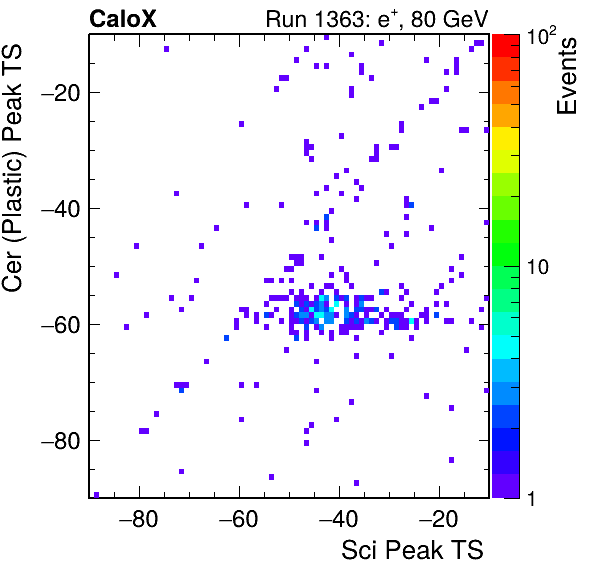 CaloX Run 1363: e⁺, 80 GeV
Cer (Plastic) Peak TS
−20
−40
−60
−80
−80 −60 −40 −20
Sci Peak TS
10²
10
1
Events